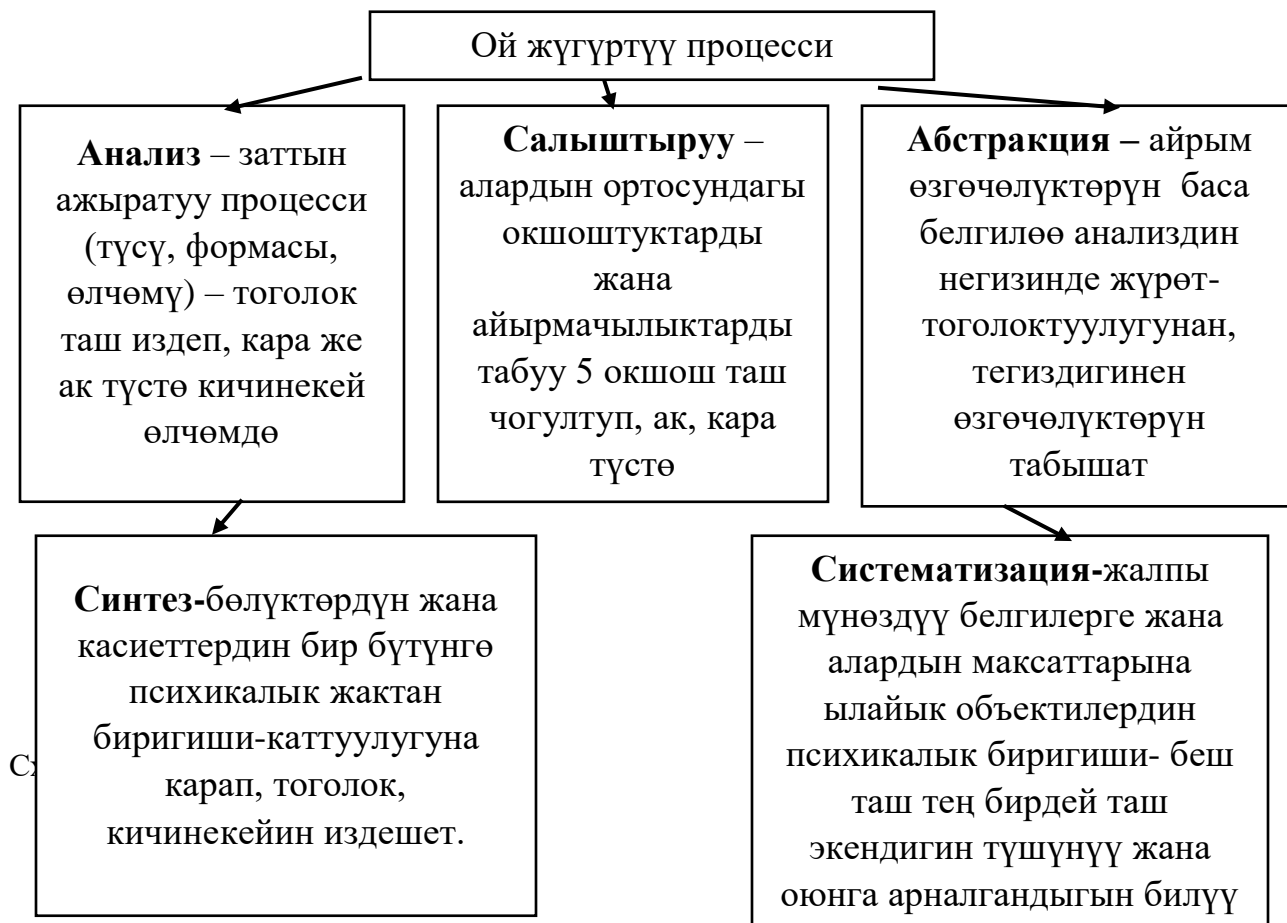 Ой жүгүртүү процесси
Анализ – заттын
ажыратуу процесси
(түсү, формасы,
өлчөмү) – тоголок
таш издеп, кара же
ак түстө кичинекей
өлчөмдө
Салыштыруу –
алардын ортосундагы
окшоштуктарды
жана
айырмачылыктарды
табуу 5 окшош таш
чогултуп, ак, кара
түстө
Абстракция – айрым
өзгөчөлүктөрүн баса
белгилөө анализдин
негизинде жүрөт-
тоголоктуулугунан,
тегиздигинен
өзгөчөлүктөрүн
табышат
Синтез-бөлүктөрдүн жана
касиеттердин бир бүтүнгө
психикалык жактан
биригиши-каттуулугуна
карап, тоголок,
кичинекейин издешет.
Систематизация-жалпы
мүнөздүү белгилерге жана
алардын максаттарына
ылайык объектилердин
психикалык биригиши- беш
таш тең бирдей таш
экендигин түшүнүү жана
оюнга арналгандыгын билүү